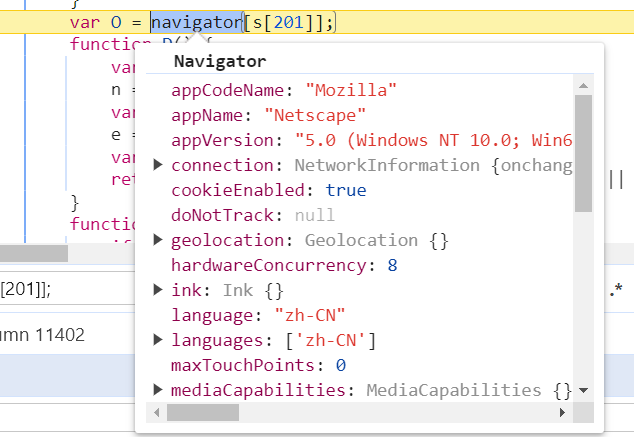 }
var O = navigator[s[201]];
function
Navigator
var
appCodeName: "Mozilla"
n =
appName: "Netscape"
var
appVersion: "5.0 (Windows NT 10.0; Win6
e =
var
connection: NetworkInformation {onchang
ret
cookieEnabled: true
||
}
doNotTrack: null
functio
geolocation: Geolocation {}
hardwareConcurrency: 8
[201]];
ink: Ink {}
.*
language: "zh-CN"
umn 11402
languages: ['zh-CN']
maxTouchPoints: 0
mediaCapabilities: MediaCapabilities {}